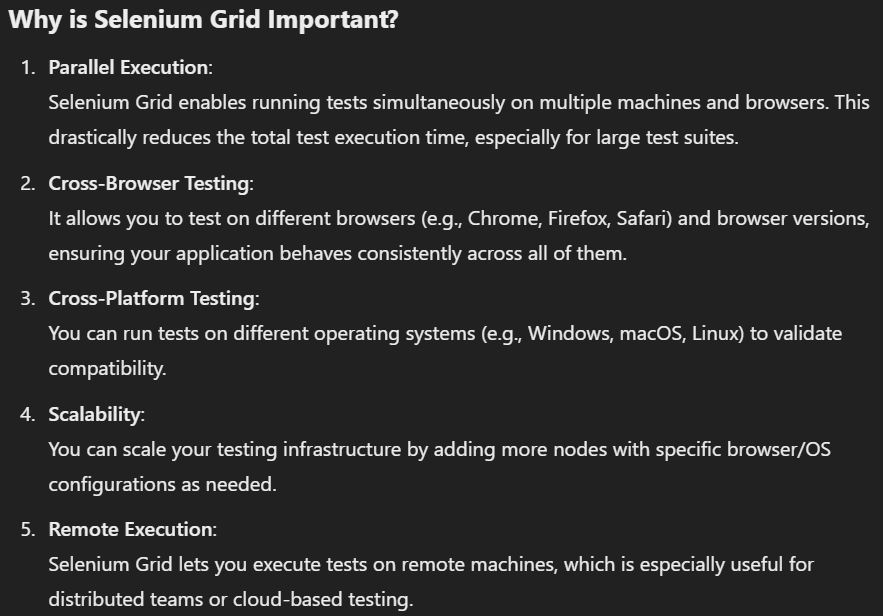 Why is Selenium Grid Important?
1. Parallel Execution:
Selenium Grid enables running tests simultaneously on multiple machines and browsers. This
drastically reduces the total test execution time, especially for large test suites.
2. Cross-Browser Testing:
It allows you to test on different browsers (e.g., Chrome, Firefox, Safari) and browser versions,
ensuring your application behaves consistently across all of them.
3. Cross-Platform Testing:
You can run tests on different operating systems (e.g., Windows, macOS, Linux) to validate
compatibility.
4. Scalability:
You can scale your testing infrastructure by adding more nodes with specific browser/OS
configurations as needed.
5. Remote Execution:
Selenium Grid lets you execute tests on remote machines, which is especially useful for
distributed teams or cloud-based testing.